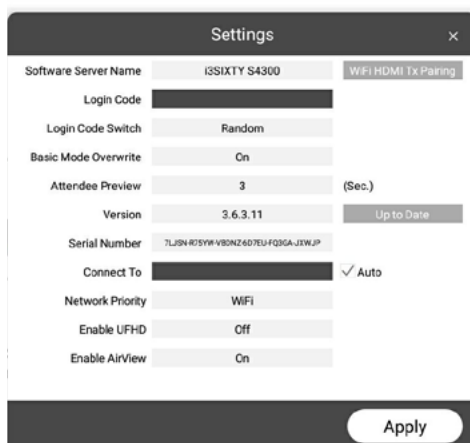 Settings ×
Software Server Name i3SIXTY S4300 WiFi HDMI Tx Pairing
Login Code
Login Code Switch Random
Basic Mode Overwrite On
Attendee Preview 3 (Sec.)
Version 3.6.3.11 Up to Date
Serial Number
Connect To Auto
Network Priority WiFi
Enable UFHD Off
Enable AirView On
Apply